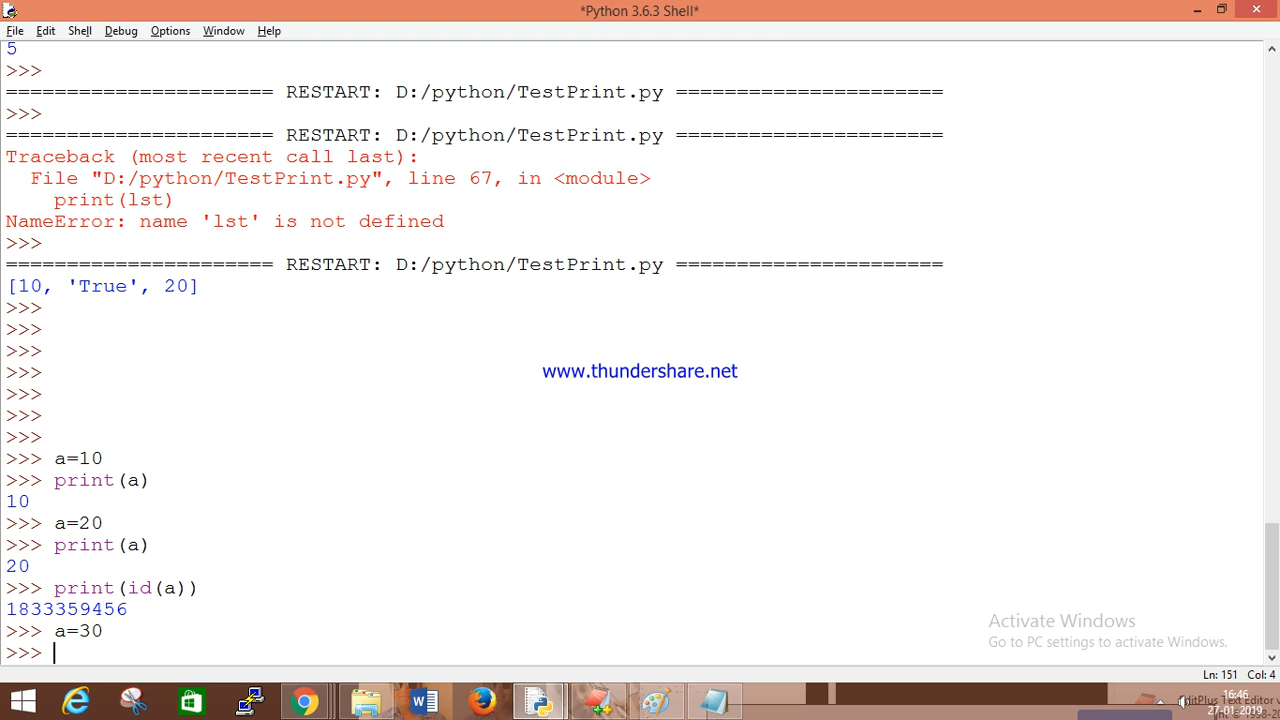 *Python 3.6.3 Shell*
File Edit Shell Debug Options Window Help
5
>>>
====================== RESTART: D:/python/TestPrint.py ======================
>>>
====================== RESTART: D:/python/TestPrint.py ======================
Traceback (most recent call last):
  File "D:/python/TestPrint.py", line 67, in <module>
    print(lst)
NameError: name 'lst' is not defined
>>>
====================== RESTART: D:/python/TestPrint.py ======================
[10, 'True', 20]
>>>
>>>
>>>
>>>
www.thundershare.net
>>>
>>>
>>>
>>> a=10
>>> print(a)
10
>>> a=20
>>> print(a)
20
>>> print(id(a))
1833359456
>>> a=30
>>>
Activate Windows
Go to PC settings to activate Windows.
Ln: 151 Col: 4
16:46
27-01-2019